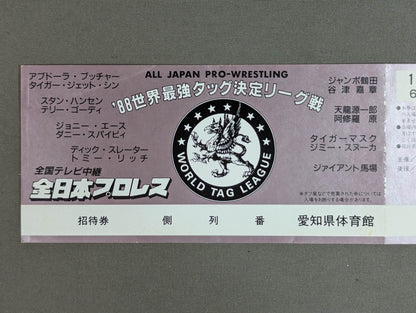 ALL JAPAN PRO-WRESTLING
'88世界最強タッグ決定リーグ戦
アブドーラ・ブッチャー
タイガー・ジェット・シン
スタン・ハンセン
テリー・ゴーディ
ジョニー・エース
ダニー・スパイビィ
ディック・スレーター
トミー・リッチ
全国テレビ中継
全日本プロレス
WORLD TAG LEAGUE
ジャンボ鶴田
谷津嘉章
天龍源一郎
阿修羅 原
タイガーマスク
ジミー・スヌーカ
ジャイアント馬場
招待券 側 列 番 愛知県体育館